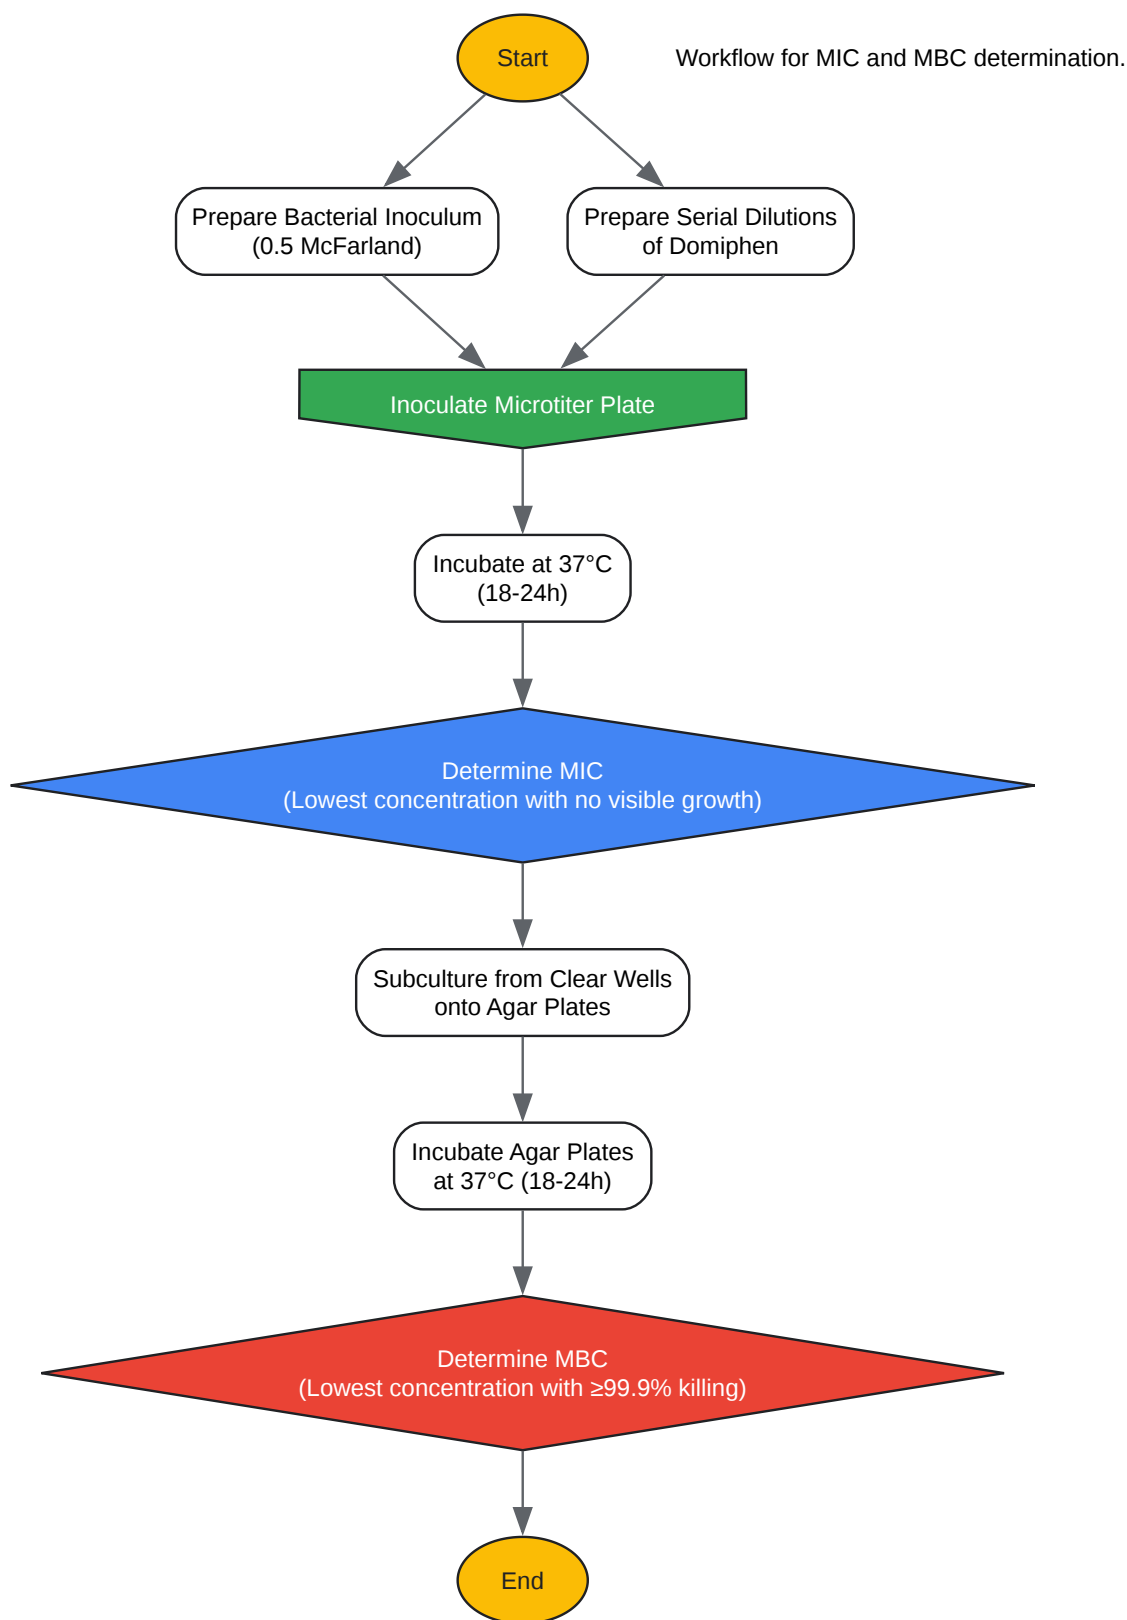 Start
Workflow for MIC and MBC determination.
Prepare Bacterial Inoculum
(0.5 McFarland)
Prepare Serial Dilutions
of Domiphen
Inoculate Microtiter Plate
Incubate at 37°C
(18-24h)
Determine MIC
(Lowest concentration with no visible growth)
Subculture from Clear Wells
onto Agar Plates
Incubate Agar Plates
at 37°C (18-24h)
Determine MBC
(Lowest concentration with ≥99.9% killing)
End